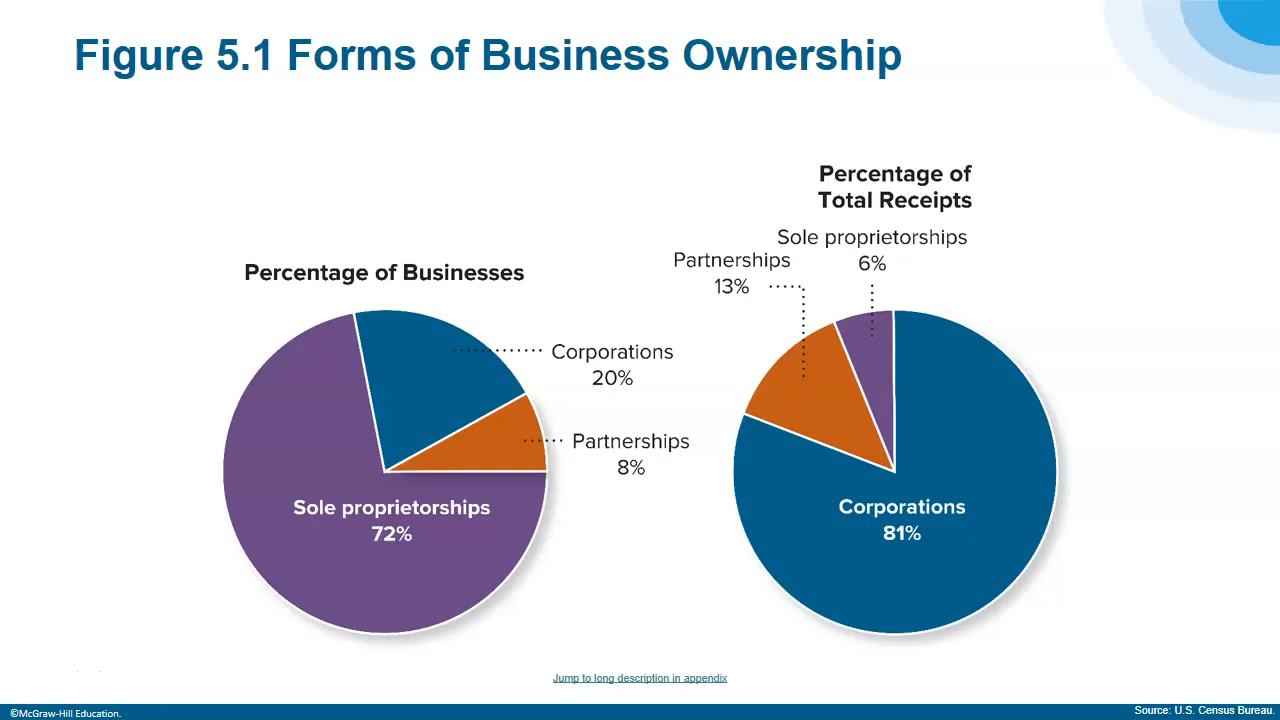 Figure 5.1 Forms of Business Ownership
Percentage of Businesses
Corporations
20%
Partnerships
8%
Sole proprietorships
72%
Percentage of
Total Receipts
Sole proprietorships
6%
Partnerships
13%
Corporations
81%
Jump to long description in appendix
©McGraw-Hill Education.
Source: U.S. Census Bureau.